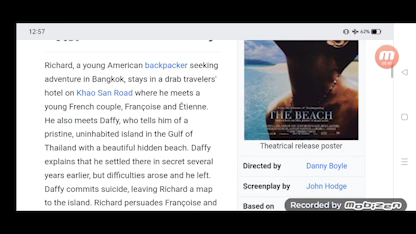 12:57
62%
Richard, a young American backpacker seeking
adventure in Bangkok, stays in a drab travelers'
hotel on Khao San Road where he meets a
young French couple, Françoise and Étienne.
He also meets Daffy, who tells him of a
pristine, uninhabited island in the Gulf of
Thailand with a beautiful hidden beach. Daffy
explains that he settled there in secret several
years earlier, but difficulties arose and he left.
Daffy commits suicide, leaving Richard a map
to the island. Richard persuades Françoise and
THE BEACH
Theatrical release poster
Directed by Danny Boyle
Screenplay by John Hodge
Based on
Recorded by mobizen